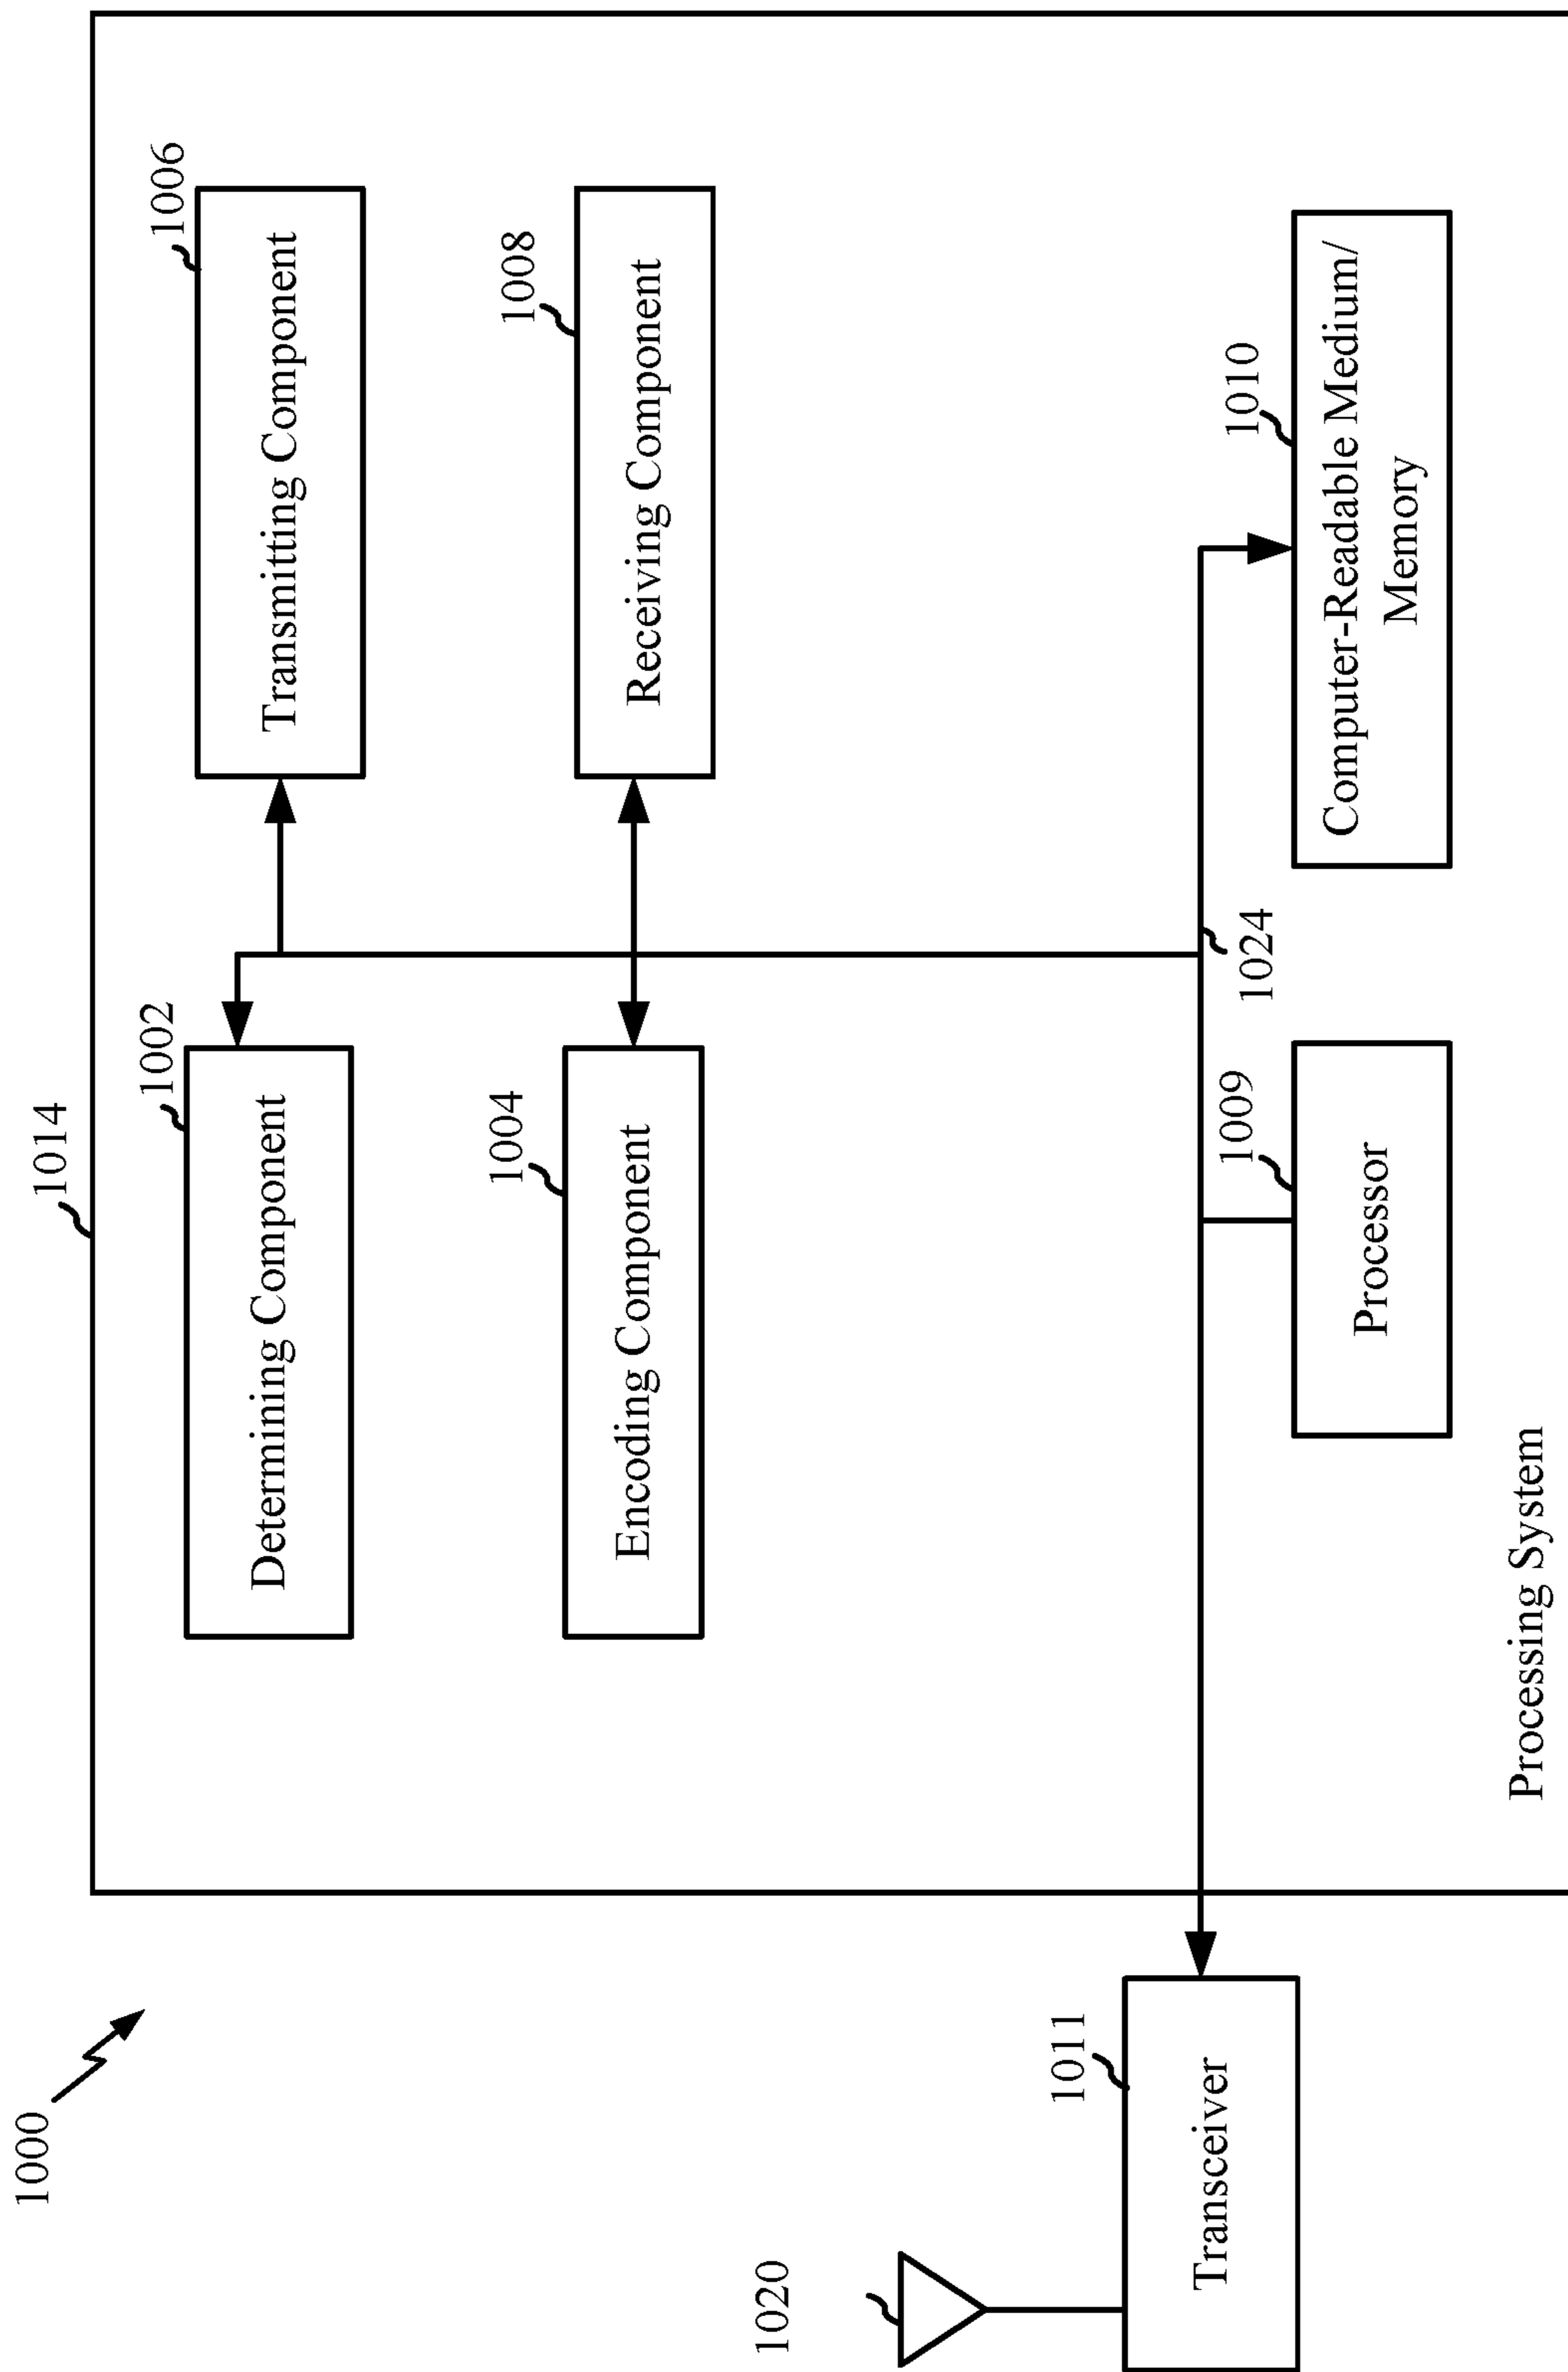 1000
1014
1002
Determining Component
1006
Transmitting Component
1004
Encoding Component
1008
Receiving Component
1020
1011
Transceiver
1024
1009
Processor
1010
Computer-Readable Medium/
Memory
Processing System